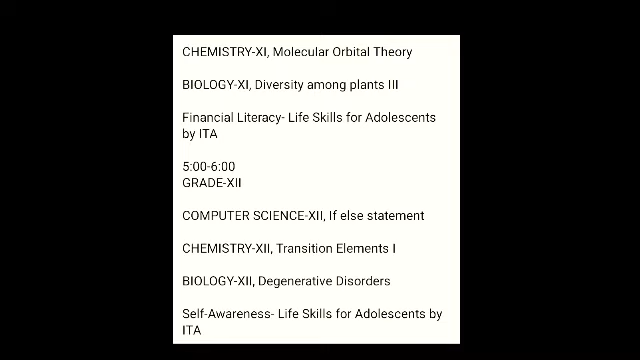 CHEMISTRY-XI, Molecular Orbital Theory
BIOLOGY-XI, Diversity among plants III
Financial Literacy- Life Skills for Adolescents
by ITA
5:00-6:00
GRADE-XII
COMPUTER SCIENCE-XII, If else statement
CHEMISTRY-XII, Transition Elements I
BIOLOGY-XII, Degenerative Disorders
Self-Awareness- Life Skills for Adolescents by
ITA